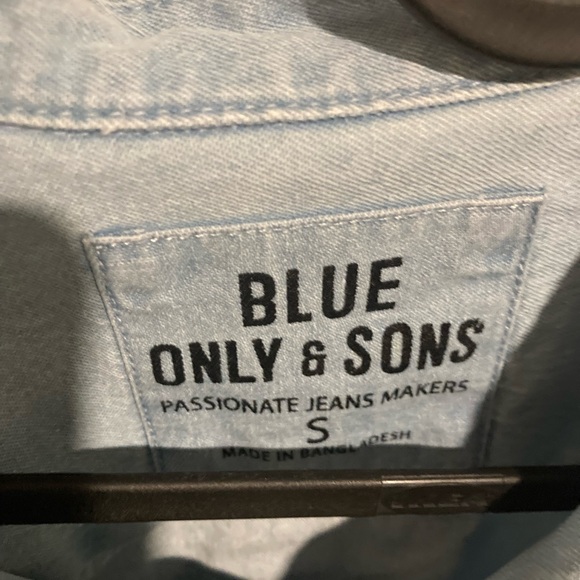 BLUE
ONLY & SONS
PASSIONATE JEANS MAKERS
S
MADE IN BANGLADESH